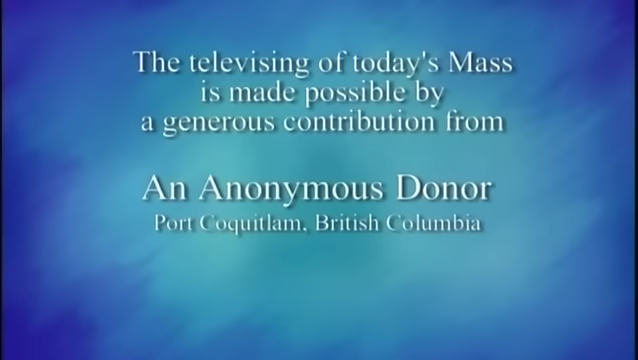 The televising of today's Mass
is made possible by
a generous contribution from
An Anonymous Donor
Port Coquitlam, British Columbia